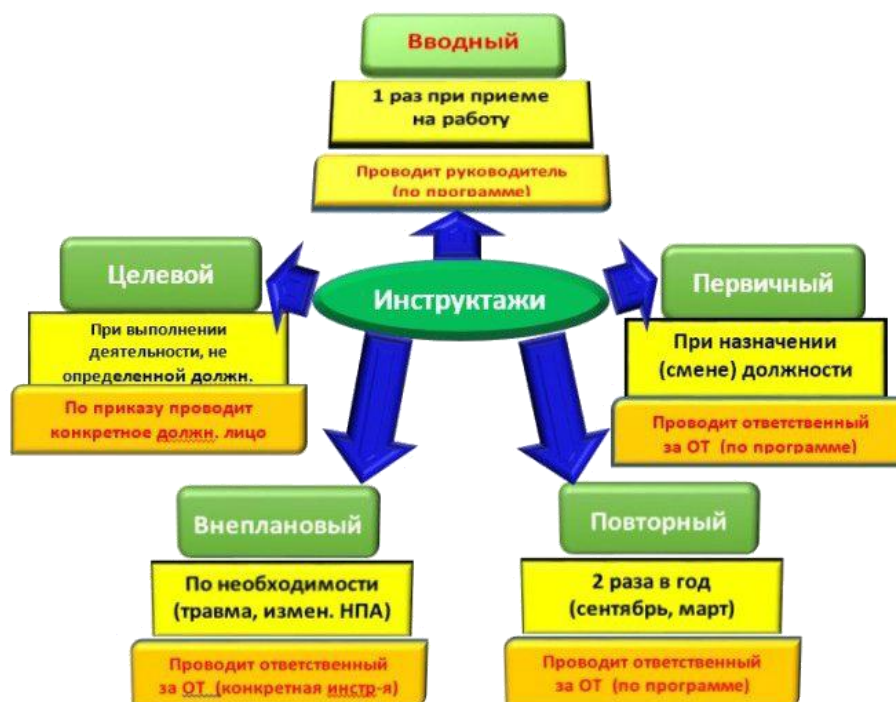 Вводный
1 раз при приеме
на работу
Проводит руководитель
(по программе)
Целевой
При выполнении
деятельности, не
определенной должн.
По приказу проводит
конкретное должн. лицо
Инструктажи
Первичный
При назначении
(смене) должности
Проводит ответственный
за ОТ (по программе)
Внеплановый
По необходимости
(травма, измен. НПА)
Проводит ответственный
за ОТ (конкретная инстр-я)
Повторный
2 раза в год
(сентябрь, март)
Проводит ответственный
за ОТ (по программе)